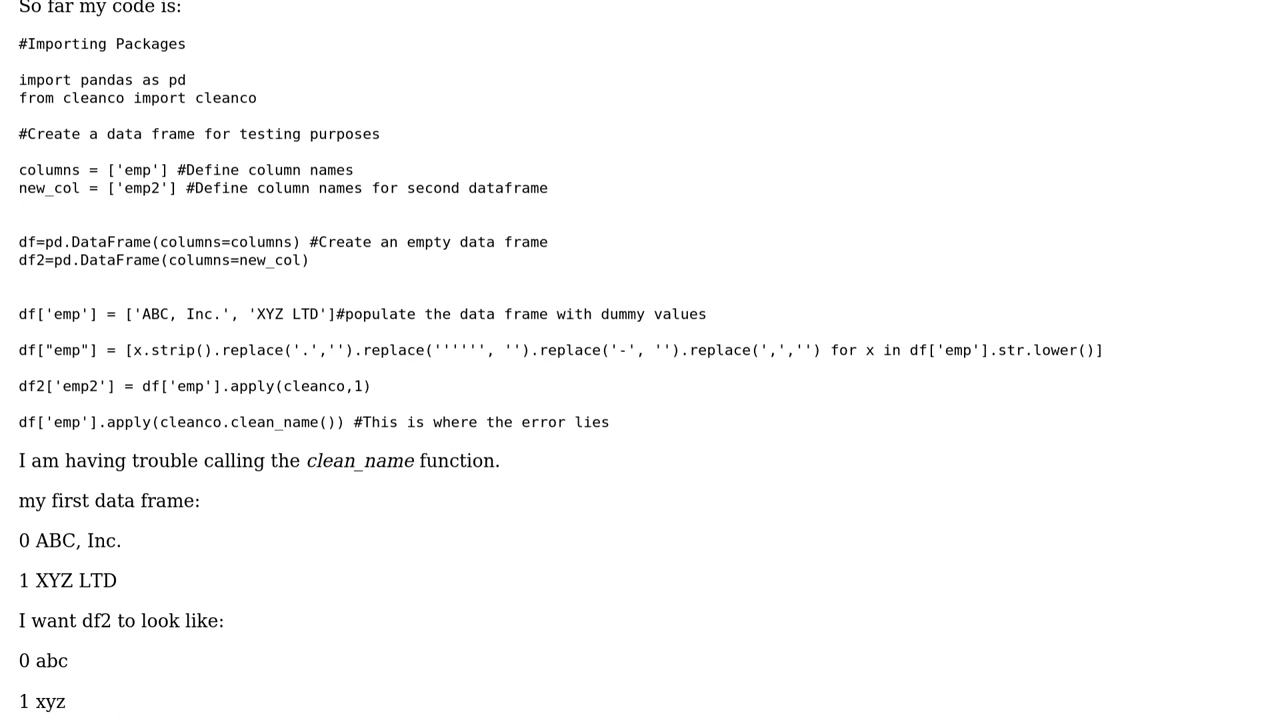 So far my code is:
#Importing Packages
import pandas as pd
from cleanco import cleanco
#Create a data frame for testing purposes
columns = ['emp'] #Define column names
new_col = ['emp2'] #Define column names for second dataframe
df=pd.DataFrame(columns=columns) #Create an empty data frame
df2=pd.DataFrame(columns=new_col)
df['emp'] = ['ABC, Inc.', 'XYZ LTD']#populate the data frame with dummy values
df["emp"] = [x.strip().replace('.','').replace('''''', '').replace('-', '').replace(',','') for x in df['emp'].str.lower()]
df2['emp2'] = df['emp'].apply(cleanco,1)
df['emp'].apply(cleanco.clean_name()) #This is where the error lies
I am having trouble calling the clean_name function.
my first data frame:
0 ABC, Inc.
1 XYZ LTD
I want df2 to look like:
0 abc
1 xyz